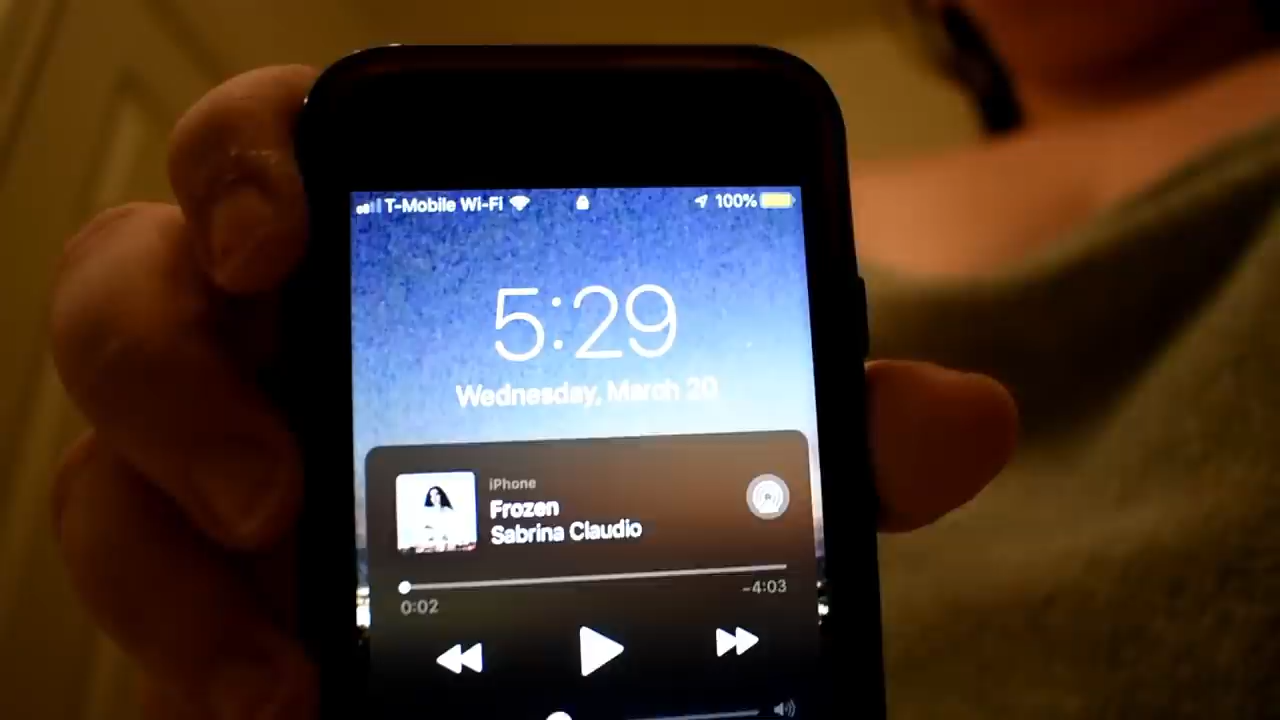 T-Mobile Wi-Fi 100%
5:29
Wednesday, March 20
iPhone
Frozen
Sabrina Claudio
0:02 -4:03